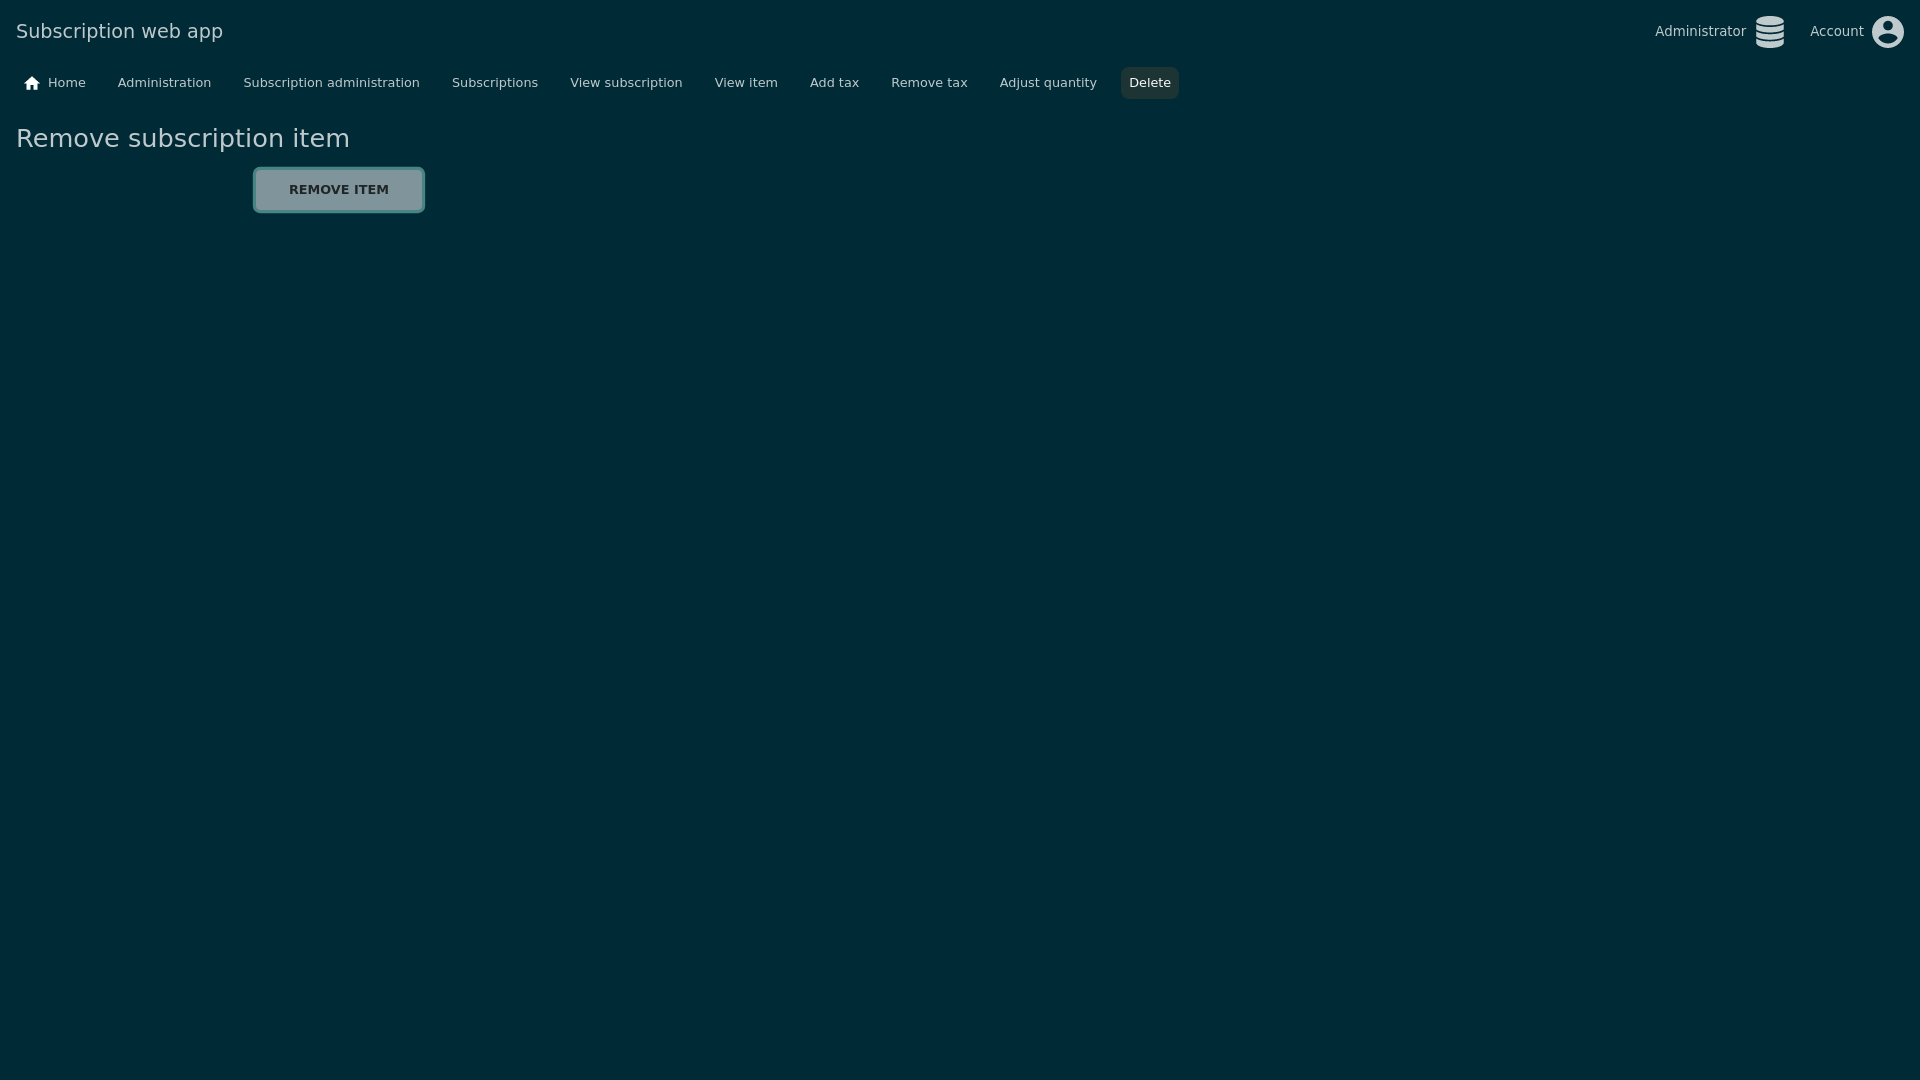 Subscription web app
Administrator
Account
Home
Administration
Subscription administration
Subscriptions
View subscription
View item
Add tax
Remove tax
Adjust quantity
Delete
Remove subscription item
REMOVE ITEM